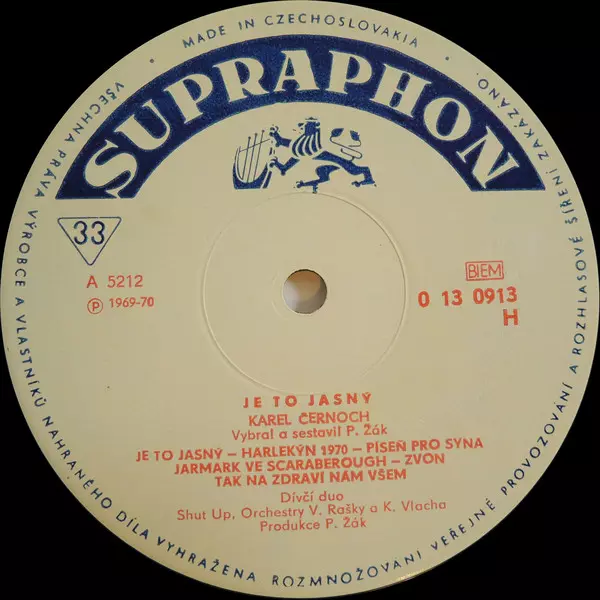 • MADE IN CZECHOSLOVAKIA •
SUPRAPHON
33
A 5212
Ⓟ 1969-70
BIEM
0 13 0913
H
JE TO JASNÝ
KAREL ČERNOCH
Vybral a sestavil P. Žák
JE TO JASNÝ – HARLEKÝN 1970 – PÍSEŇ PRO SYNA
JARMARK VE SCARABEROUGH – ZVON
TAK NA ZDRAVÍ NÁM VŠEM
Dívčí duo
Shut Up, Orchestry V. Rašky a K. Vlacha
Produkce P. Žák
VŠECHNA PRÁVA VÝROBCE A VLASTNÍKŮ NAHRANÉHO DÍLA VYHRAŽENA ROZMNOŽOVÁNÍ VEŘEJNÉ PROVOZOVÁNÍ A ROZHLASOVÉ ŠÍŘENÍ ZAKÁZÁNO